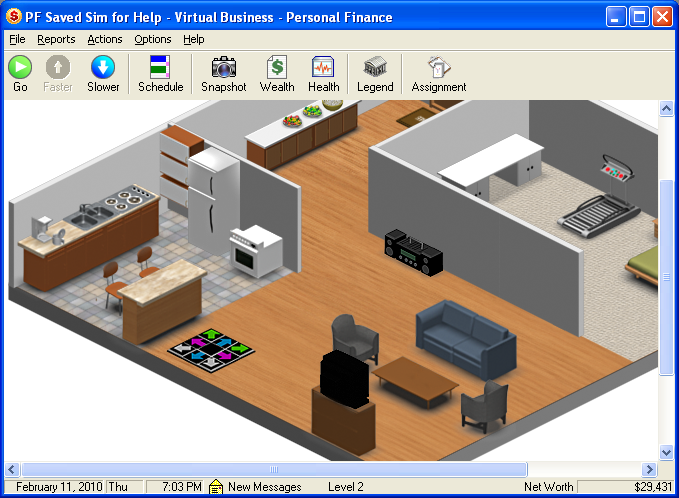 PF Saved Sim for Help - Virtual Business - Personal Finance
File Reports Actions Options Help
Go Faster Slower Schedule Snapshot Wealth Health Legend Assignment
February 11, 2010 Thu 7:03 PM New Messages Level 2 Net Worth $29,431